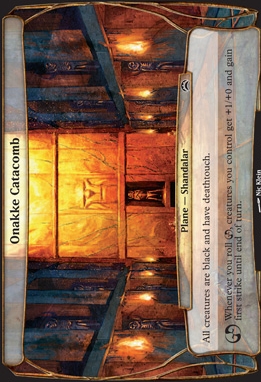 Onakke Catacomb
Plane — Shandalar
All creatures are black and have deathtouch.
Whenever you roll , creatures you control get +1/+0 and gain
first strike until end of turn.
Nic Klein